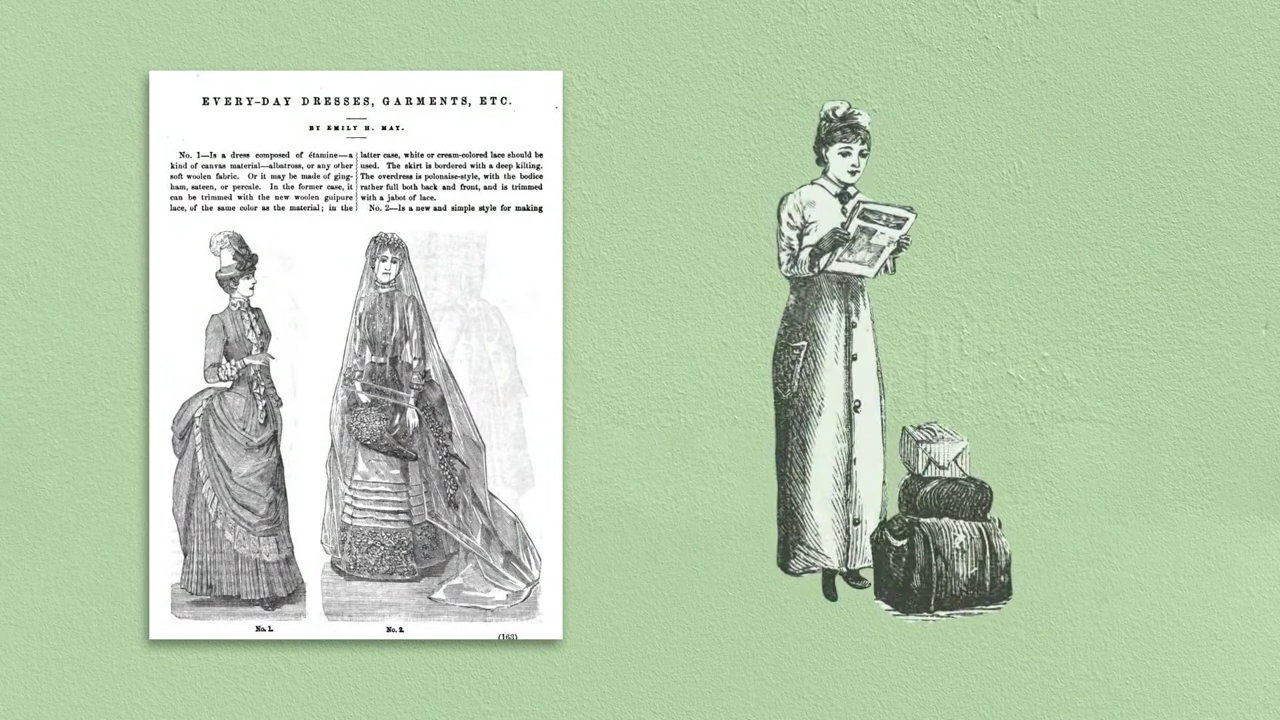 EVERY-DAY DRESSES, GARMENTS, ETC.
BY EMILY H. MAY.
No. 1—Is a dress composed of étamine—a
kind of canvas material—albatross, or any other
soft woolen fabric. Or it may be made of ging-
ham, sateen, or percale. In the former case, it
can be trimmed with the new woolen guipure
lace, of the same color as the material; in the
latter case, white or cream-colored lace should be
used. The skirt is bordered with a deep kilting.
The overdress is polonaise-style, with the bodice
rather full both back and front, and is trimmed
with a jabot of lace.
No. 2—Is a new and simple style for making
No. 1.
No. 2.
(163)